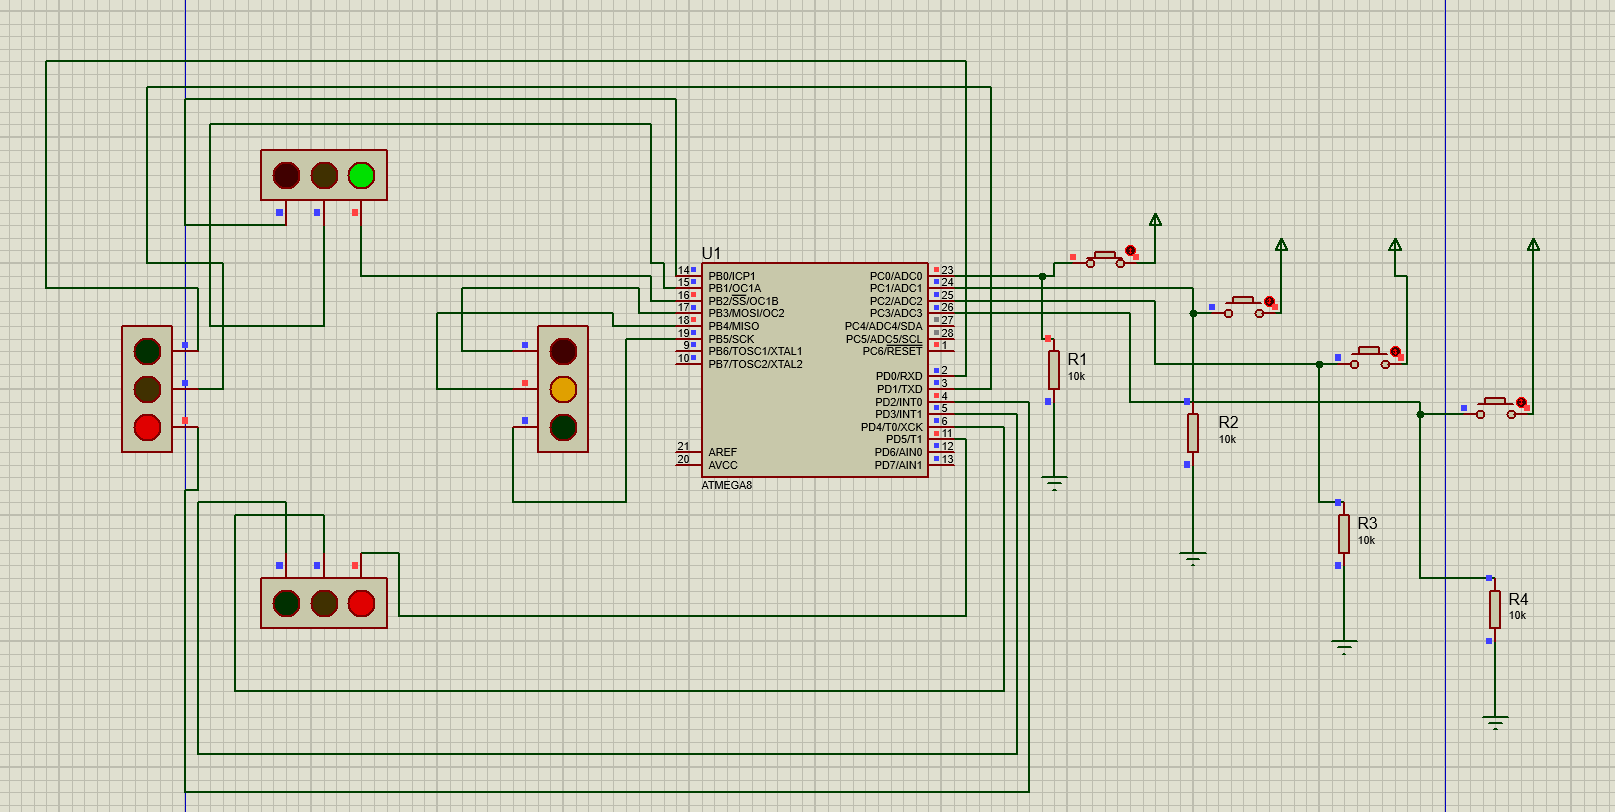 U1
14 PB0/ICP1 PC0/ADC0 23
15 PB1/OC1A PC1/ADC1 24
16 PB2/SS/OC1B PC2/ADC2 25
17 PB3/MOSI/OC2 PC3/ADC3 26
18 PB4/MISO PC4/ADC4/SDA 27
19 PB5/SCK PC5/ADC5/SCL 28
9 PB6/TOSC1/XTAL1 PC6/RESET 1
10 PB7/TOSC2/XTAL2
PD0/RXD 2
PD1/TXD 3
PD2/INT0 4
PD3/INT1 5
PD4/T0/XCK 6
PD5/T1 11
21 AREF PD6/AIN0 12
20 AVCC PD7/AIN1 13
ATMEGA8
R1
10k
R2
10k
R3
10k
R4
10k